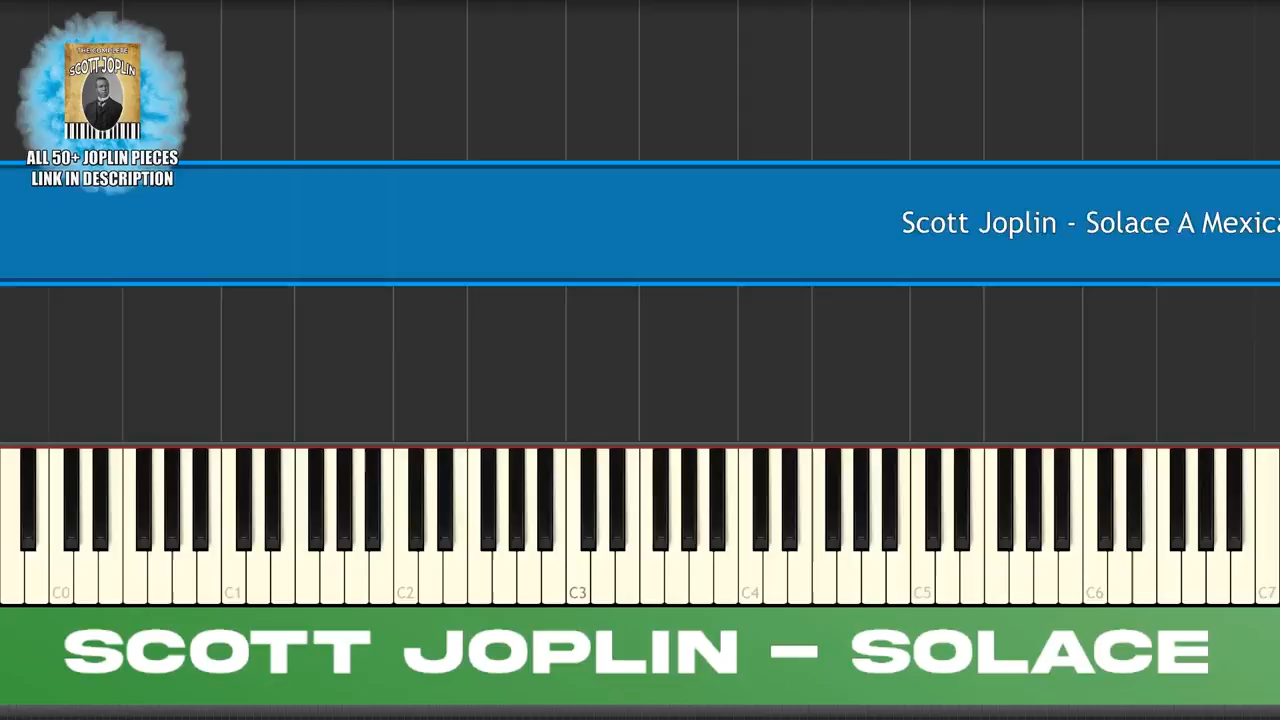 THE COMPLETE
SCOTT JOPLIN
ALL 50+ JOPLIN PIECES
LINK IN DESCRIPTION
Scott Joplin - Solace A Mexica
C0 C1 C2 C3 C4 C5 C6 C7
SCOTT JOPLIN – SOLACE